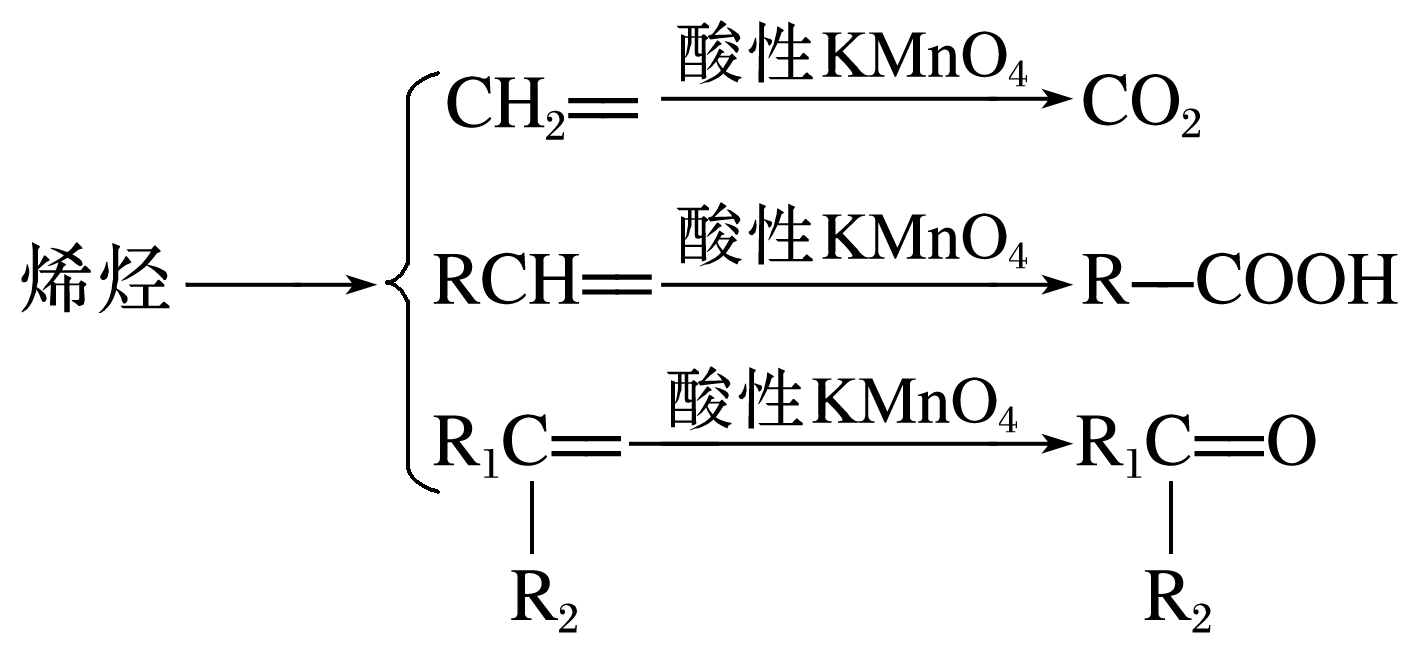 酸性KMnO₄
CH₂= → CO₂
酸性KMnO₄
烯烃 → RCH= → R—COOH
酸性KMnO₄
R₁C= → R₁C=O
R₂ R₂